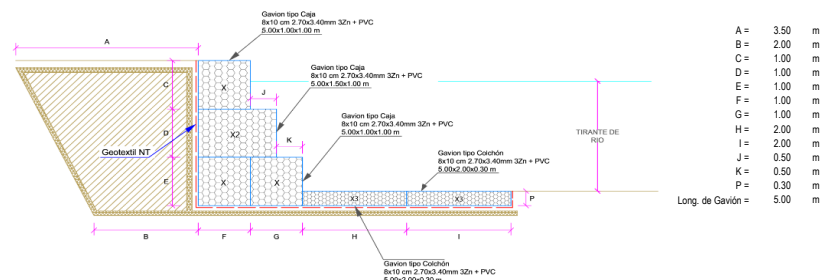 Gavion tipo Caja
8x10 cm 2.70x3.40mm 3Zn + PVC
5.00x1.00x1.00 m
A
Gavion tipo Caja
8x10 cm 2.70x3.40mm 3Zn + PVC
5.00x1.50x1.00 m
C
X
J
Gavion tipo Caja
8x10 cm 2.70x3.40mm 3Zn + PVC
5.00x1.00x1.00 m
D
X2
K
TIRANTE DE
RIO
Geotextil NT
Gavion tipo Colchón
8x10 cm 2.70x3.40mm 3Zn + PVC
5.00x2.00x0.30 m
E
X
X
X3
X3
P
B
F
G
H
I
Gavion tipo Colchón
8x10 cm 2.70x3.40mm 3Zn + PVC
5.00x2.00x0.30 m
A = 3.50 m
B = 2.00 m
C = 1.00 m
D = 1.00 m
E = 1.00 m
F = 1.00 m
G = 1.00 m
H = 2.00 m
I = 2.00 m
J = 0.50 m
K = 0.50 m
P = 0.30 m
Long. de Gavión = 5.00 m